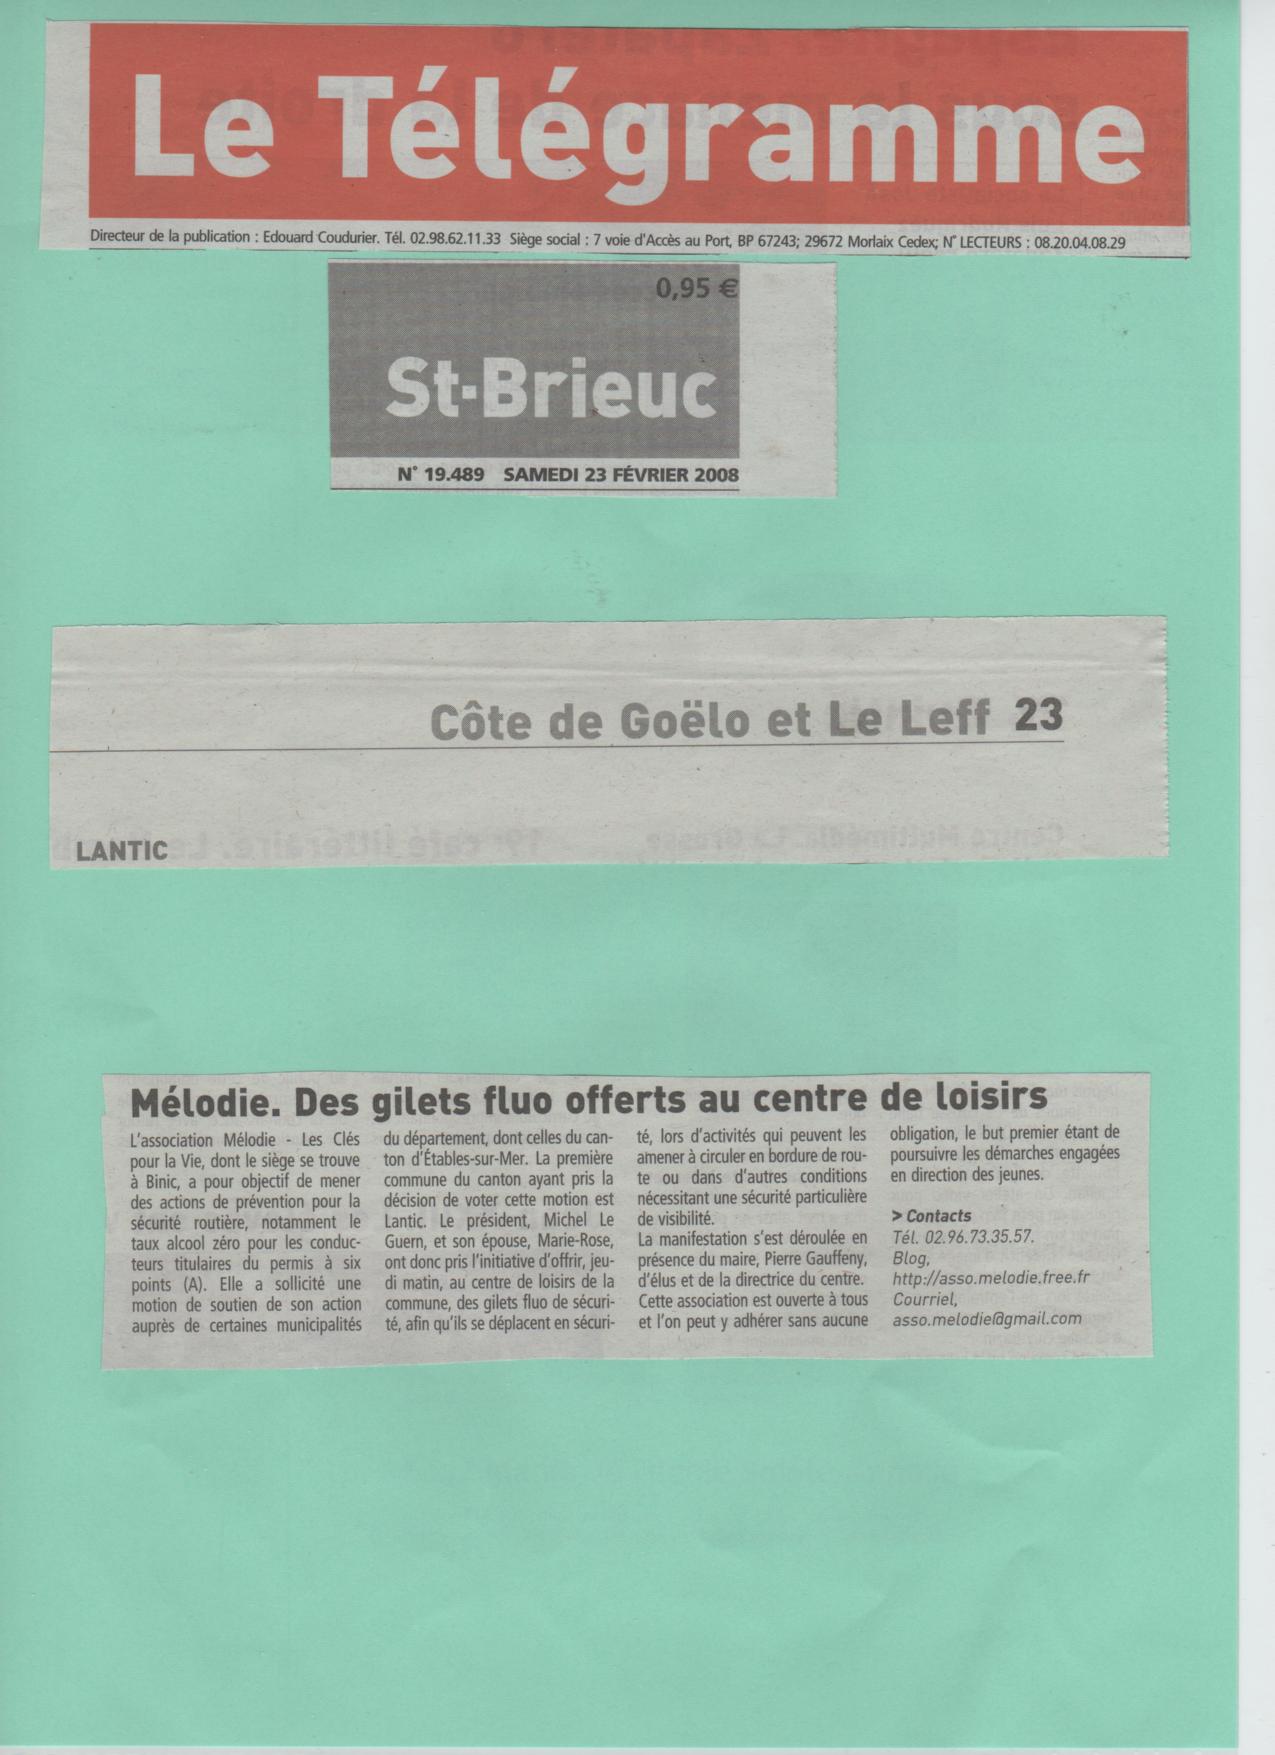 Le Télégramme
Directeur de la publication : Edouard Coudurier. Tél. 02.98.62.11.33 Siège social : 7 voie d'Accès au Port, BP 67243; 29672 Morlaix Cedex; N° LECTEURS : 08.20.04.08.29
0,95 €
St-Brieuc
N° 19.489 SAMEDI 23 FÉVRIER 2008
Côte de Goëlo et Le Leff 23
LANTIC
Mélodie. Des gilets fluo offerts au centre de loisirs
L'association Mélodie - Les Clés
pour la Vie, dont le siège se trouve
à Binic, a pour objectif de mener
des actions de prévention pour la
sécurité routière, notamment le
taux alcool zéro pour les conduc-
teurs titulaires du permis à six
points (A). Elle a sollicité une
motion de soutien de son action
auprès de certaines municipalités
du département, dont celles du can-
ton d'Étables-sur-Mer. La première
commune du canton ayant pris la
décision de voter cette motion est
Lantic. Le président, Michel Le
Guern, et son épouse, Marie-Rose,
ont donc pris l'initiative d'offrir, jeu-
di matin, au centre de loisirs de la
commune, des gilets fluo de sécuri-
té, afin qu'ils se déplacent en sécuri-
té, lors d'activités qui peuvent les
amener à circuler en bordure de rou-
te ou dans d'autres conditions
nécessitant une sécurité particulière
de visibilité.
La manifestation s'est déroulée en
présence du maire, Pierre Gauffeny,
d'élus et de la directrice du centre.
Cette association est ouverte à tous
et l'on peut y adhérer sans aucune
obligation, le but premier étant de
poursuivre les démarches engagées
en direction des jeunes.
> Contacts
Tél. 02.96.73.35.57.
Blog,
http://asso.melodie.free.fr
Courriel,
asso.melodie@gmail.com